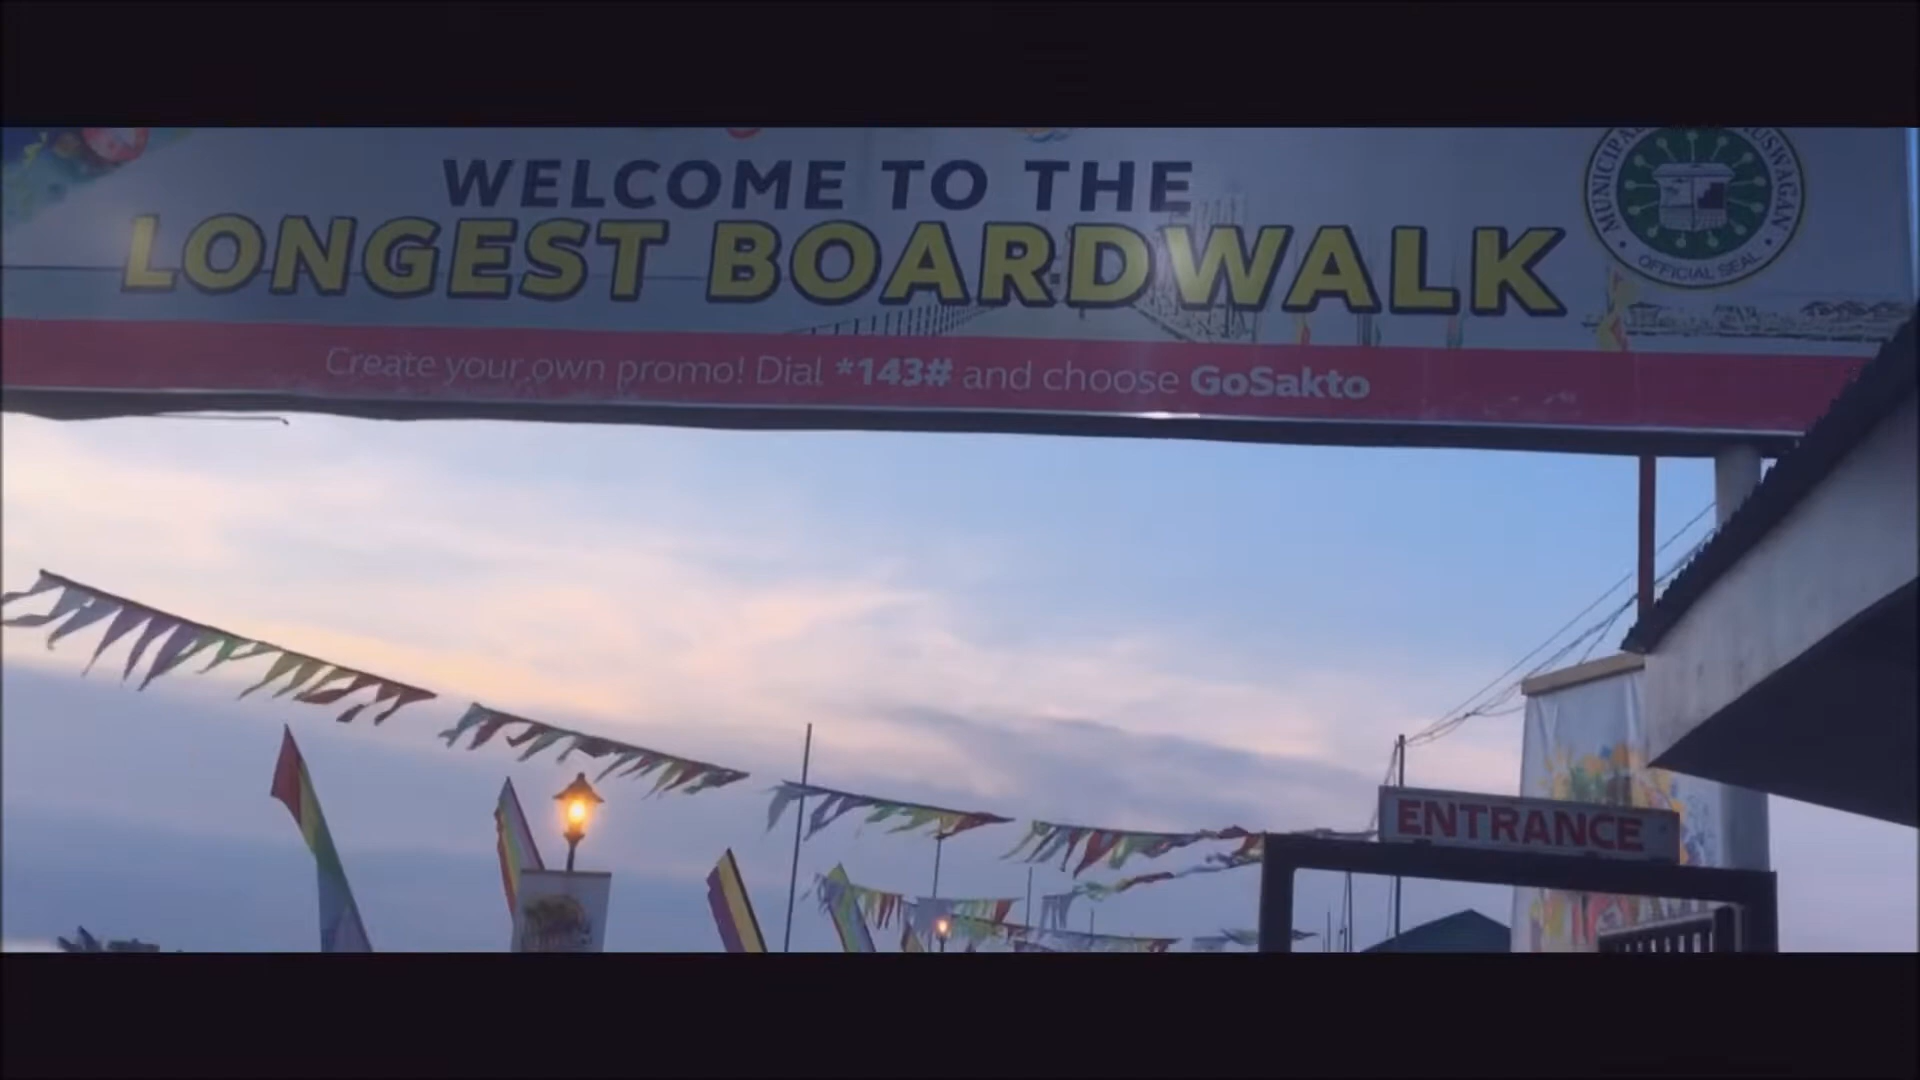 WELCOME TO THE
LONGEST BOARDWALK
Create your own promo! Dial *143# and choose GoSakto
OFFICIAL SEAL
ENTRANCE